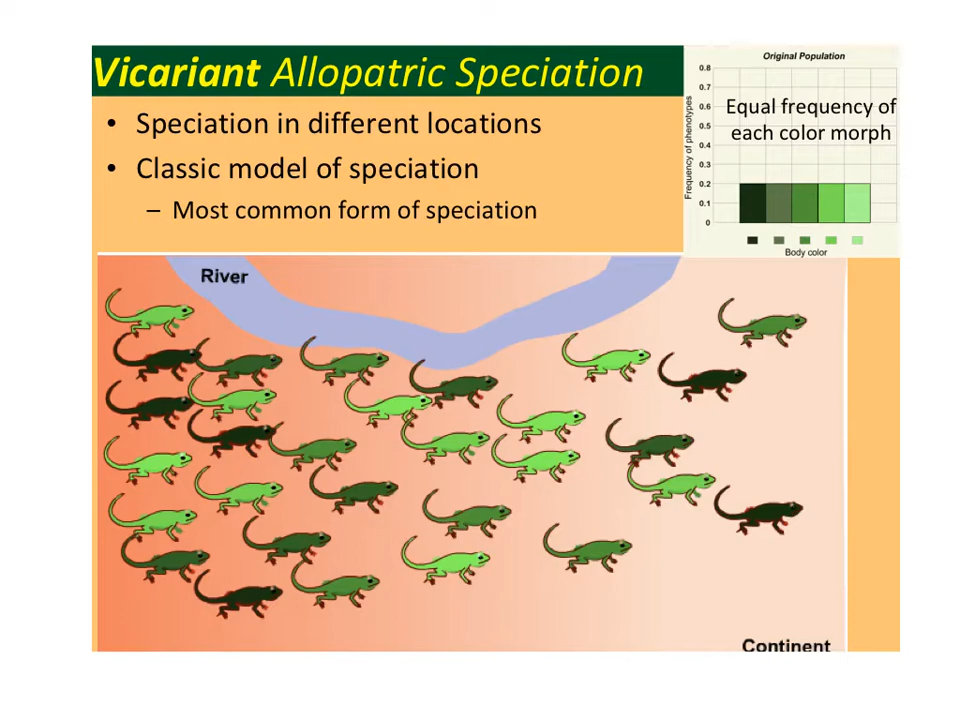 Vicariant Allopatric Speciation
• Speciation in different locations
• Classic model of speciation
– Most common form of speciation
Original Population
Frequency of phenotypes
0.8
0.7
0.6
0.5
0.4
0.3
0.2
0.1
0
Equal frequency of
each color morph
Body color
River
Continent